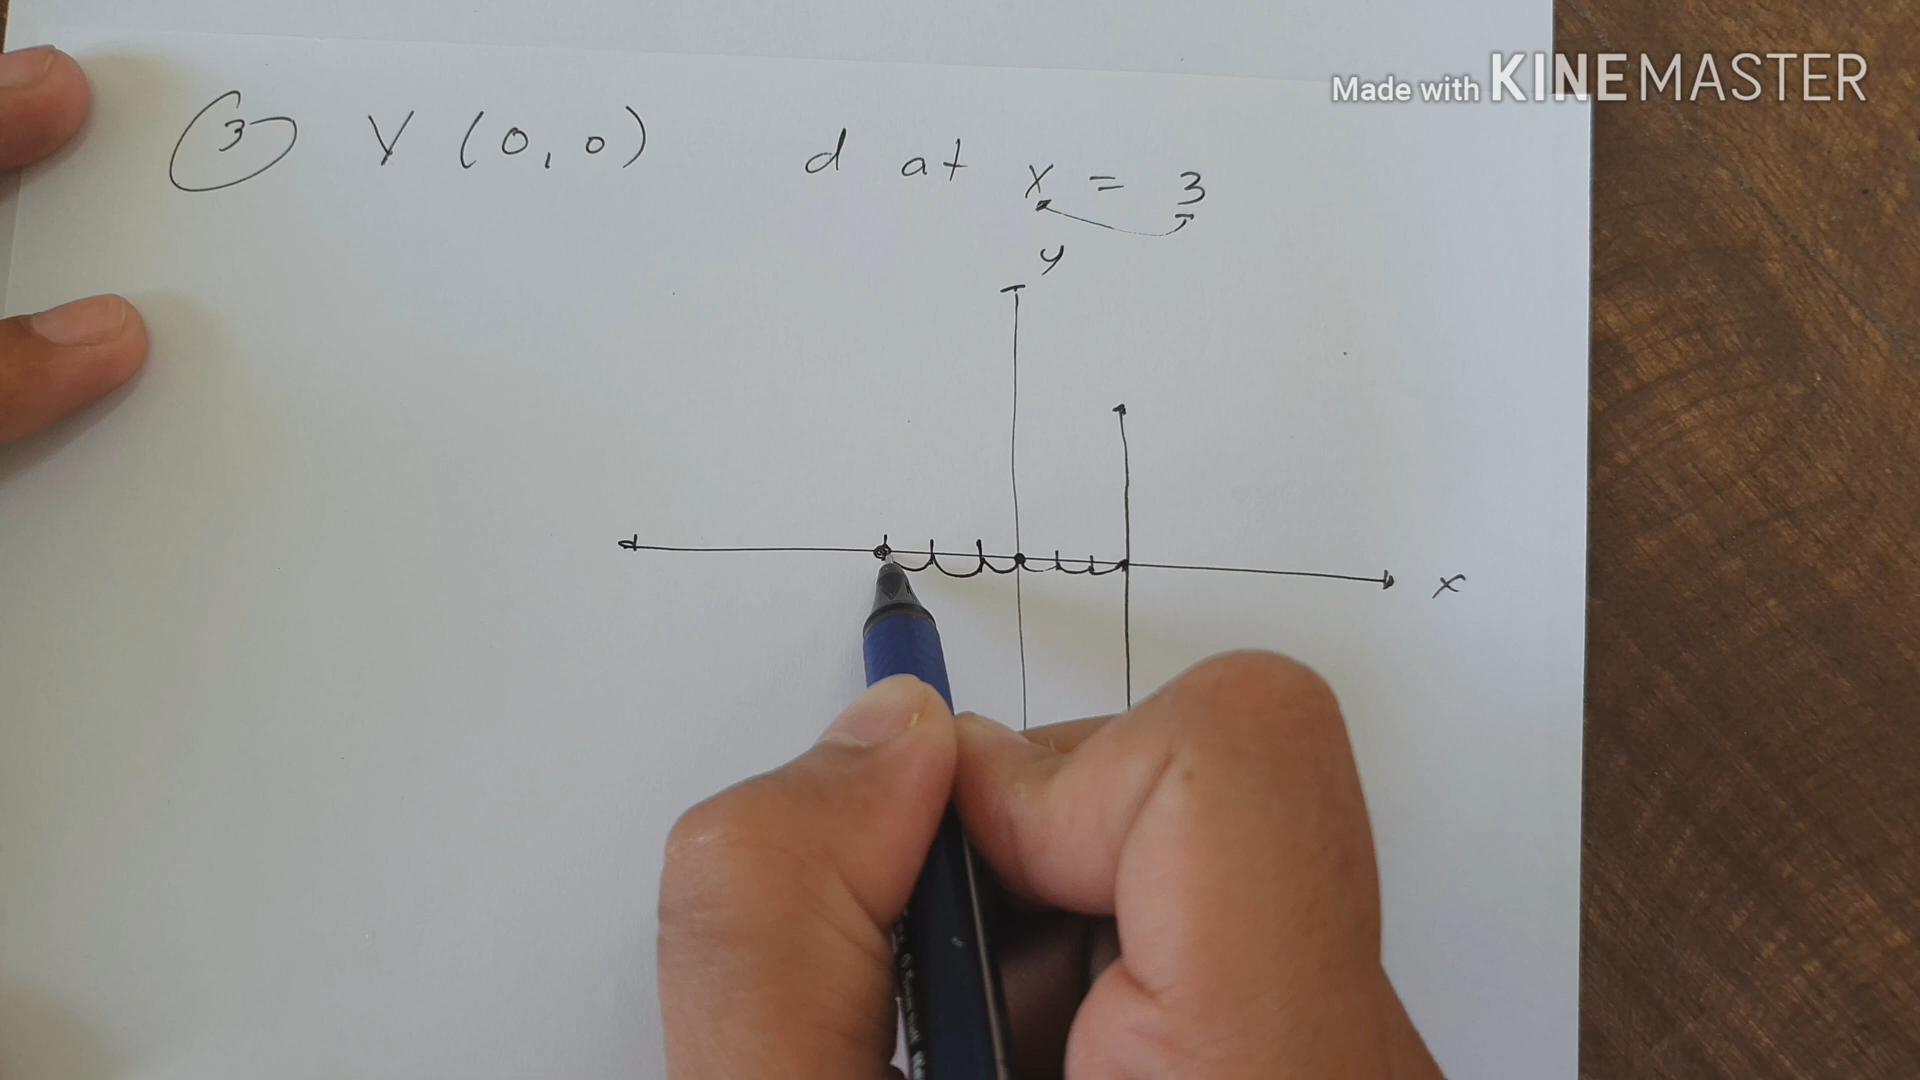 Made with KINEMASTER
3 V (0,0) d at x = 3
y
x